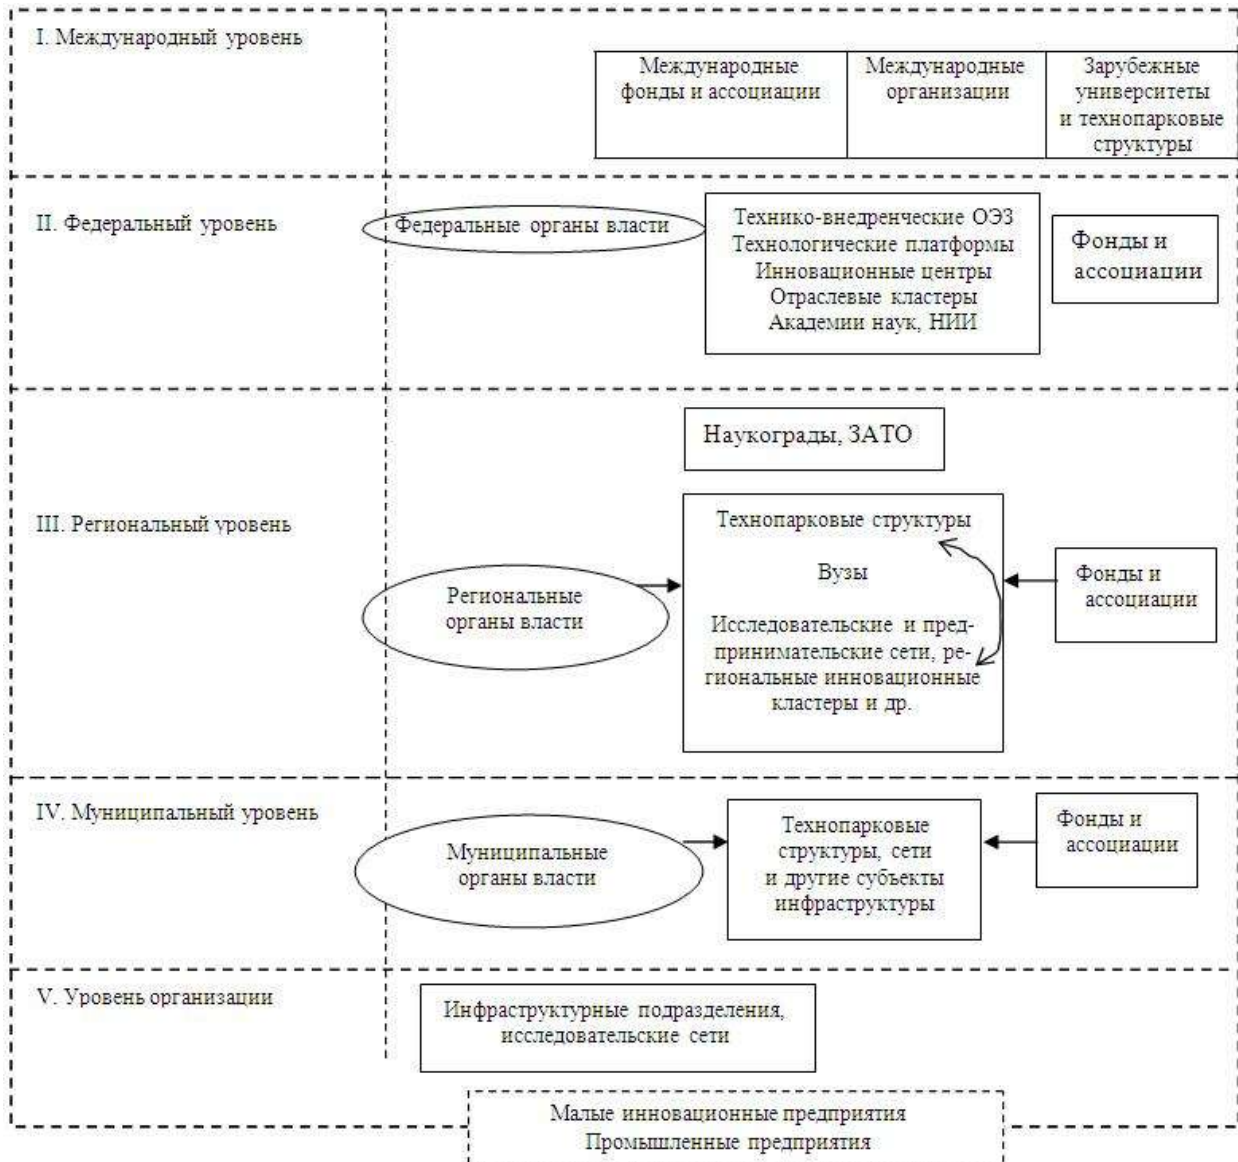 I. Международный уровень
Международные
фонды и ассоциации
Международные
организации
Зарубежные
университеты
и технопарковые
структуры
II. Федеральный уровень
Федеральные органы власти
Технико-внедренческие ОЭЗ
Технологические платформы
Инновационные центры
Отраслевые кластеры
Академии наук, НИИ
Фонды и
ассоциации
Наукограды, ЗАТО
III. Региональный уровень
Региональные
органы власти
Технопарковые структуры
Вузы
Исследовательские и пред-
принимательские сети, ре-
гиональные инновационные
кластеры и др.
Фонды и
ассоциации
IV. Муниципальный уровень
Муниципальные
органы власти
Технопарковые
структуры, сети
и другие субъекты
инфраструктуры
Фонды и
ассоциации
V. Уровень организации
Инфраструктурные подразделения,
исследовательские сети
Малые инновационные предприятия
Промышленные предприятия